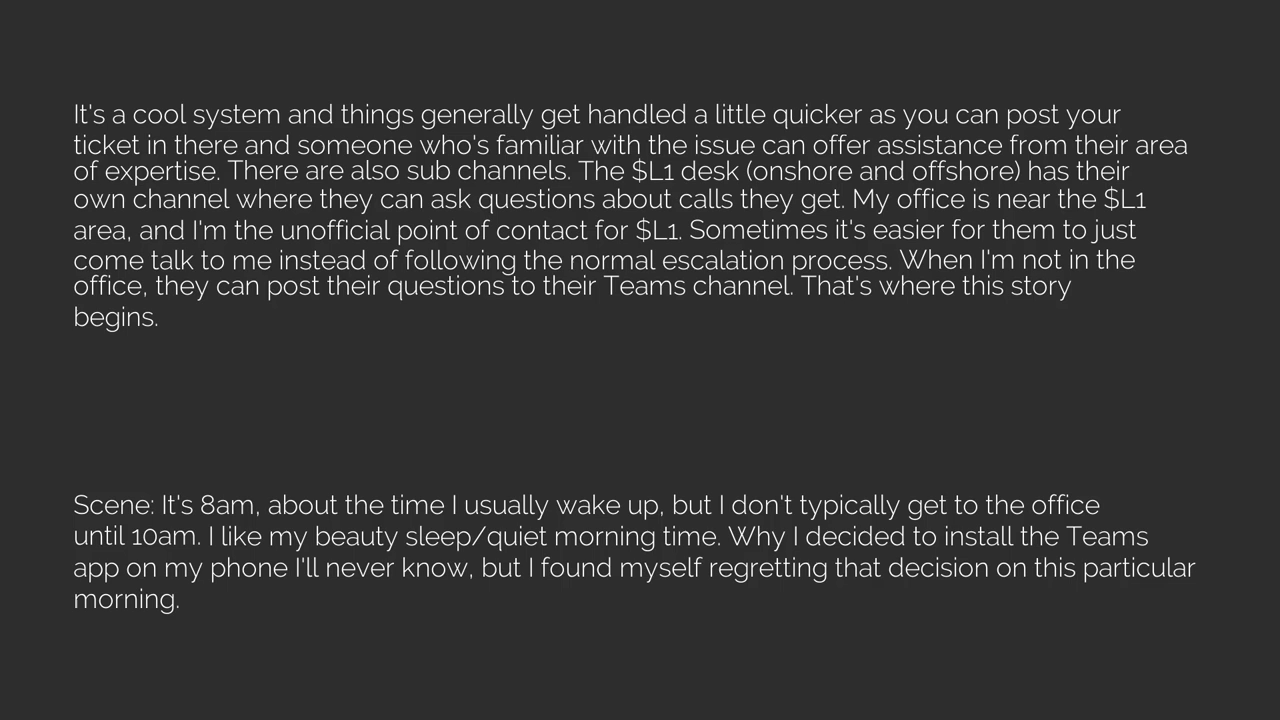 It's a cool system and things generally get handled a little quicker as you can post your
ticket in there and someone who's familiar with the issue can offer assistance from their area
of expertise. There are also sub channels. The $L1 desk (onshore and offshore) has their
own channel where they can ask questions about calls they get. My office is near the $L1
area, and I'm the unofficial point of contact for $L1. Sometimes it's easier for them to just
come talk to me instead of following the normal escalation process. When I'm not in the
office, they can post their questions to their Teams channel. That's where this story
begins.
Scene: It's 8am, about the time I usually wake up, but I don't typically get to the office
until 10am. I like my beauty sleep/quiet morning time. Why I decided to install the Teams
app on my phone I'll never know, but I found myself regretting that decision on this particular
morning.